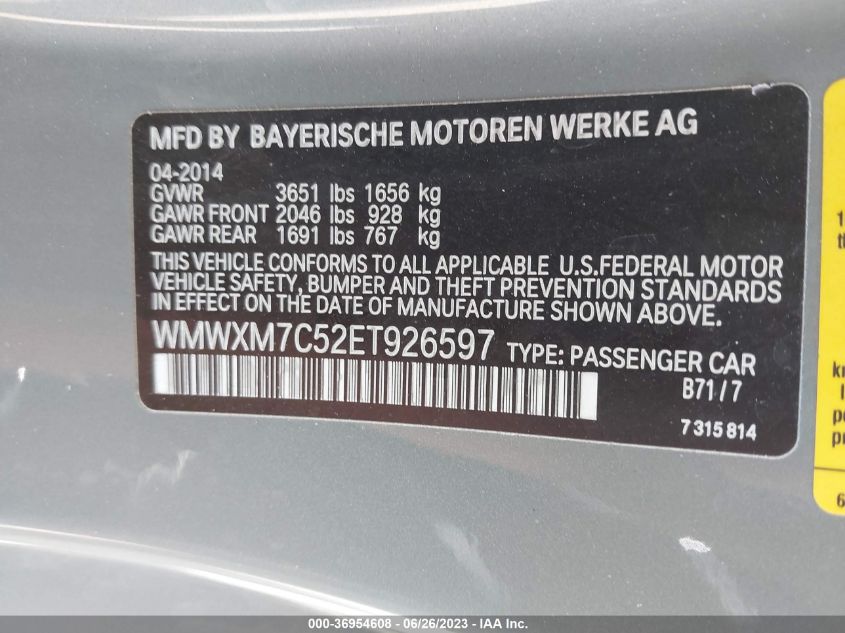 MFD BY BAYERISCHE MOTOREN WERKE AG
04-2014
GVWR 3651 lbs 1656 kg
GAWR FRONT 2046 lbs 928 kg
GAWR REAR 1691 lbs 767 kg
THIS VEHICLE CONFORMS TO ALL APPLICABLE U.S.FEDERAL MOTOR
VEHICLE SAFETY, BUMPER AND THEFT PREVENTION STANDARDS
IN EFFECT ON THE DATE OF MANUFACTURE SHOWN ABOVE.
WMWXM7C52ET926597 TYPE: PASSENGER CAR
B71/7
7 315 814
000-36954608 - 06/26/2023 - IAA Inc.